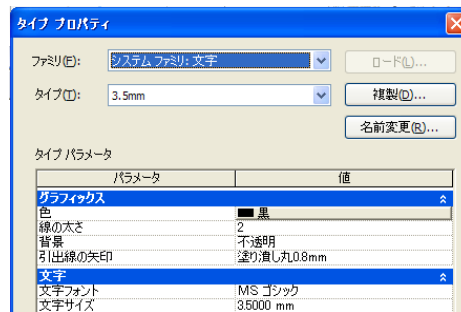 タイプ プロパティ
ファミリ(F): システム ファミリ: 文字 ロード(L)...
タイプ(T): 3.5mm 複製(D)...
名前変更(R)...
タイプ パラメータ
パラメータ 値
グラフィックス
色 黒
線の太さ 2
背景 不透明
引出線の矢印 塗り潰し丸0.8mm
文字
文字フォント MS ゴシック
文字サイズ 3.5000 mm